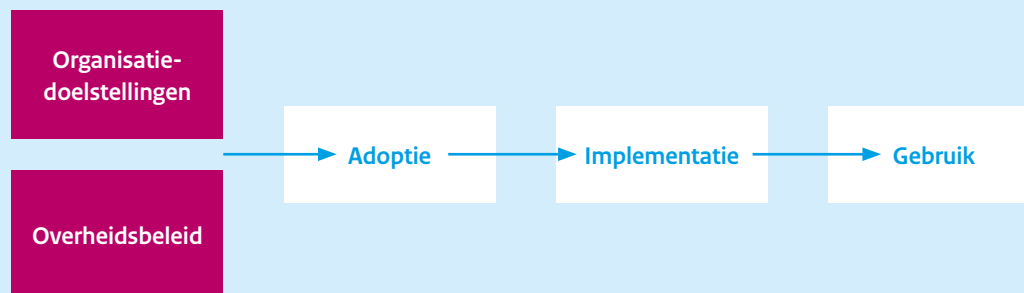 Organisatie-
doelstellingen
Adoptie
Implementatie
Gebruik
Overheidsbeleid